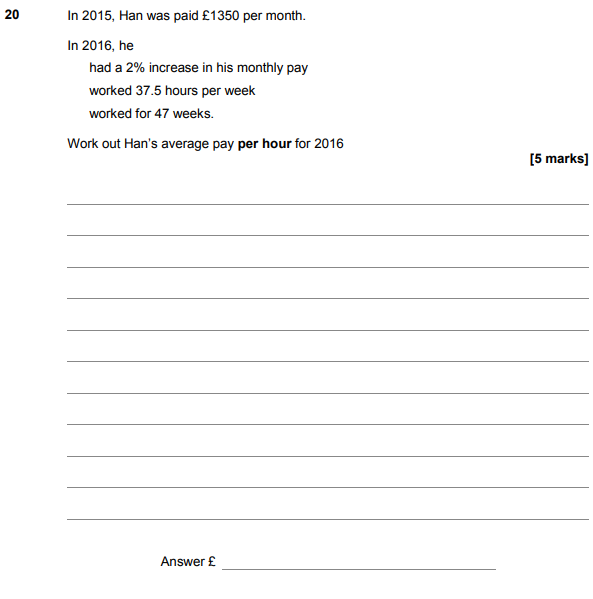 20 In 2015, Han was paid £1350 per month.
In 2016, he
had a 2% increase in his monthly pay
worked 37.5 hours per week
worked for 47 weeks.
Work out Han's average pay per hour for 2016
[5 marks]
Answer £